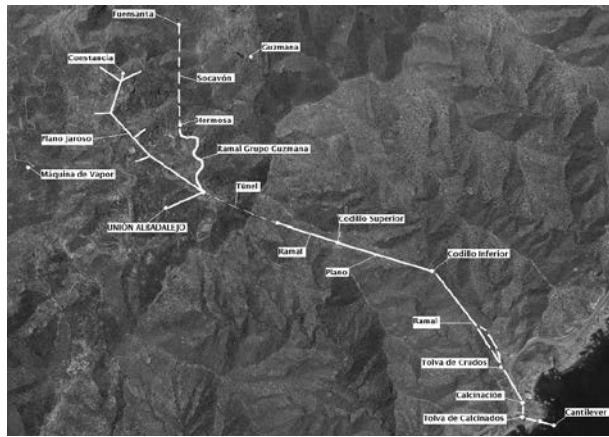 Fuensanta
Guzmana
Constancia
Socavón
Hermosa
Plano Jaroso
Ramal Grupo Guzmana
Máquina de Vapor
Túnel
Codillo Superior
UNIÓN ALBADALEJO
Ramal
Codillo Inferior
Plano
Ramal
Tolva de Crudos
Calcinación
Cantilever
Tolva de Calcinados